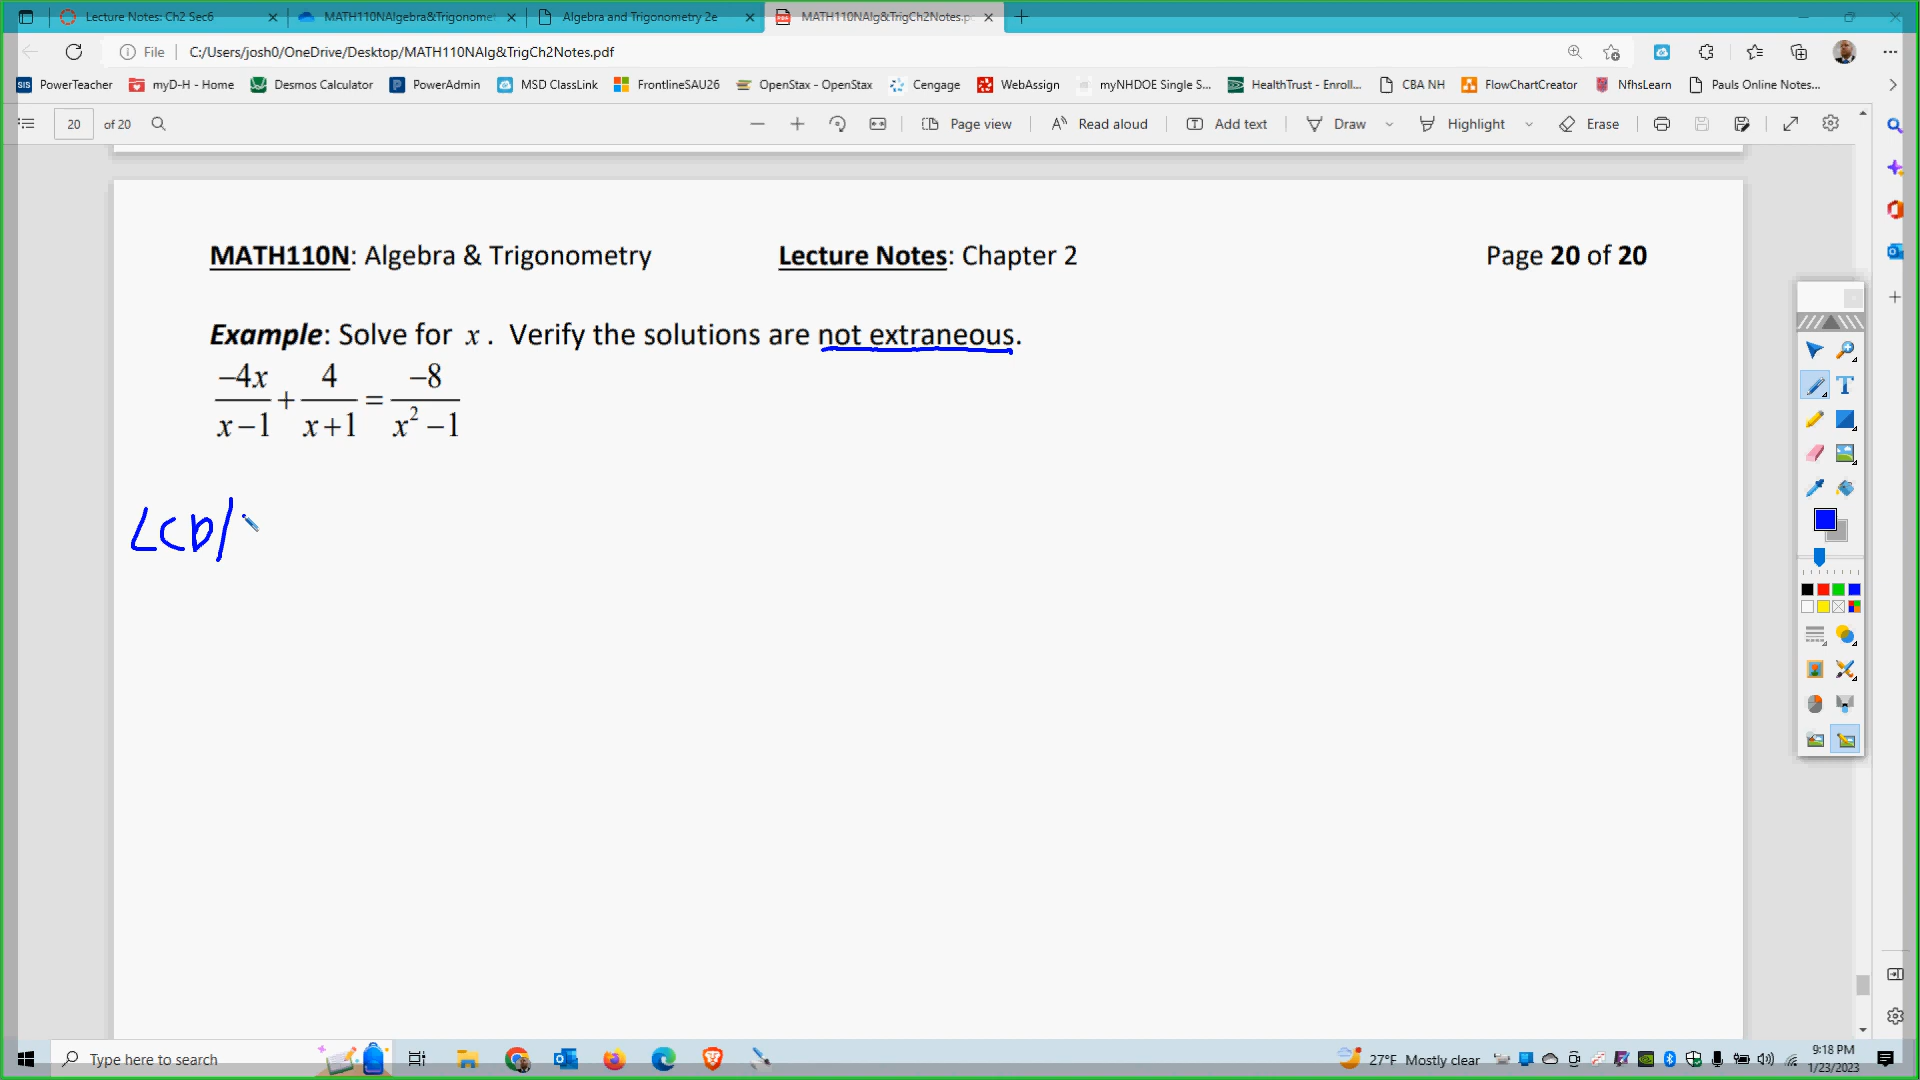 Lecture Notes: Ch2 Sec6
MATH110NAlgebra&Trigonomet
Algebra and Trigonometry 2e
MATH110NAlg&TrigCh2Notes.p
File C:/Users/josh0/OneDrive/Desktop/MATH110NAlg&TrigCh2Notes.pdf
PowerTeacher myD-H - Home Desmos Calculator PowerAdmin MSD ClassLink FrontlineSAU26 OpenStax - OpenStax Cengage WebAssign myNHDOE Single S... HealthTrust - Enroll... CBA NH FlowChartCreator NfhsLearn Pauls Online Notes...
20 of 20 Page view Read aloud Add text Draw Highlight Erase
MATH110N: Algebra & Trigonometry Lecture Notes: Chapter 2 Page 20 of 20
Example: Solve for x. Verify the solutions are not extraneous.
−4x/(x−1) + 4/(x+1) = −8/(x²−1)
LCD/
Type here to search 27°F Mostly clear 9:18 PM
1/23/2023